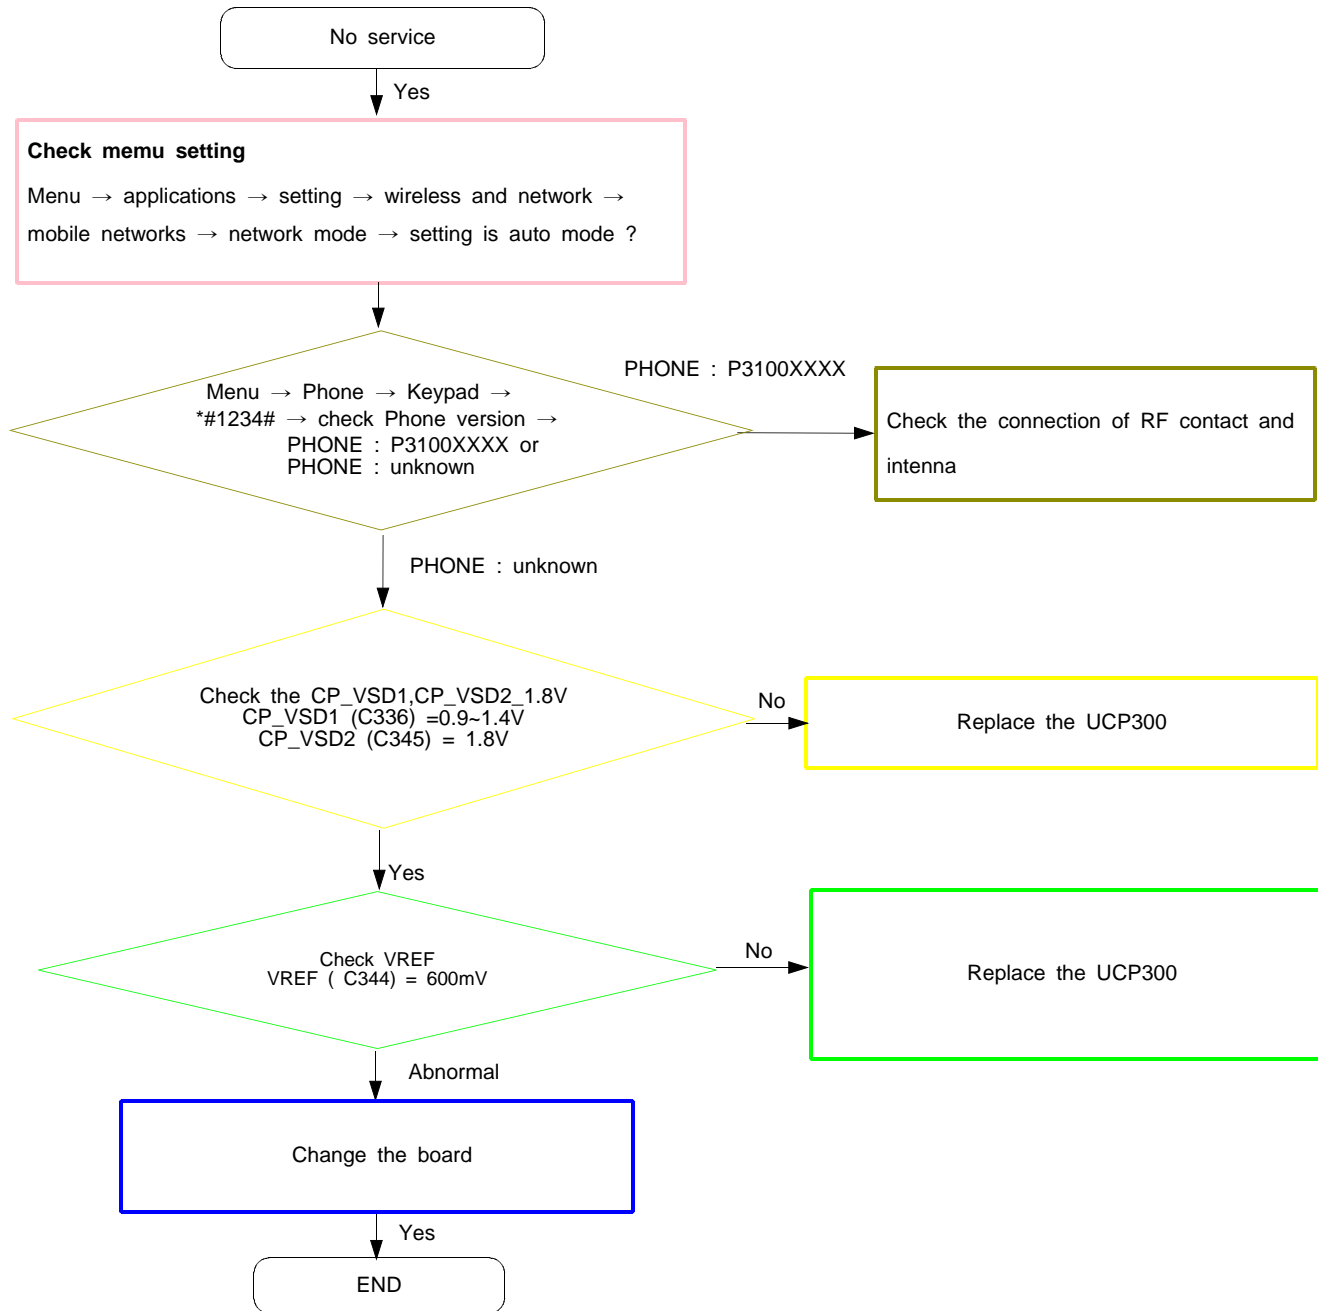 No service
Yes
Check memu setting
Menu → applications → setting → wireless and network →
mobile networks → network mode → setting is auto mode ?
PHONE : P3100XXXX
Menu → Phone → Keypad →
*#1234# → check Phone version →
PHONE : P3100XXXX or
PHONE : unknown
Check the connection of RF contact and
intenna
PHONE : unknown
Check the CP_VSD1,CP_VSD2_1.8V
CP_VSD1 (C336) =0.9~1.4V
CP_VSD2 (C345) = 1.8V
No
Replace the UCP300
Yes
Check VREF
VREF ( C344) = 600mV
No
Replace the UCP300
Abnormal
Change the board
Yes
END